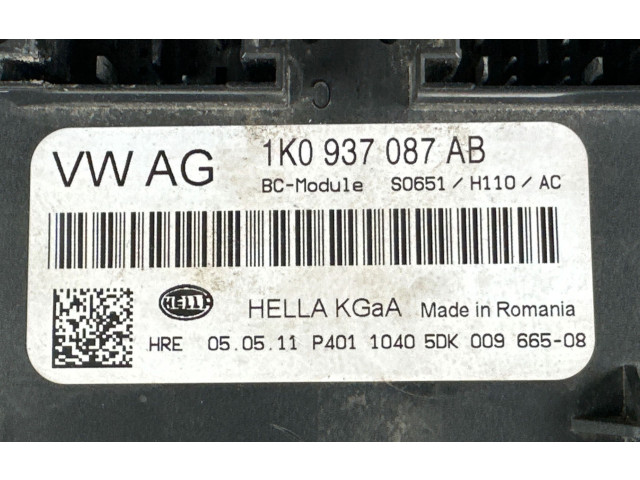 C
VW AG 1K0 937 087 AB
BC-Module S0651 / H110 / AC
HELLA HELLA KGaA Made in Romania
HRE 05.05.11 P401 1040 5DK 009 665-08